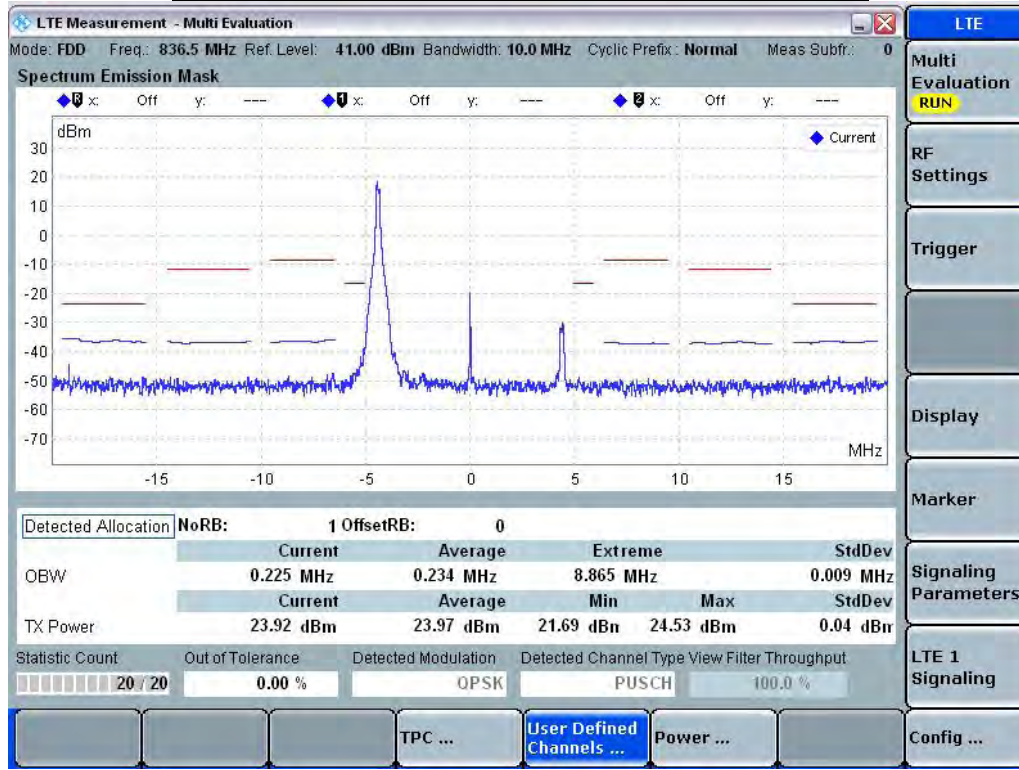 LTE Measurement - Multi Evaluation
LTE
Mode: FDD Freq.: 836.5 MHz Ref. Level: 41.00 dBm Bandwidth: 10.0 MHz Cyclic Prefix: Normal Meas Subfr.: 0
Spectrum Emission Mask
R x: Off y: --- 1 x: Off y: --- 2 x: Off y: ---
dBm
Current
30
20
10
0
-10
-20
-30
-40
-50
-60
-70
MHz
-15 -10 -5 0 5 10 15
Detected Allocation NoRB: 1 OffsetRB: 0
Current Average Extreme StdDev
OBW 0.225 MHz 0.234 MHz 8.865 MHz 0.009 MHz
Current Average Min Max StdDev
TX Power 23.92 dBm 23.97 dBm 21.69 dBm 24.53 dBm 0.04 dBm
Statistic Count Out of Tolerance Detected Modulation Detected Channel Type View Filter Throughput
20 / 20 0.00 % QPSK PUSCH 100.0 %
TPC ...
User Defined Channels ...
Power ...
Config ...
Multi
Evaluation
RUN
RF
Settings
Trigger
Display
Marker
Signaling
Parameters
LTE 1
Signaling